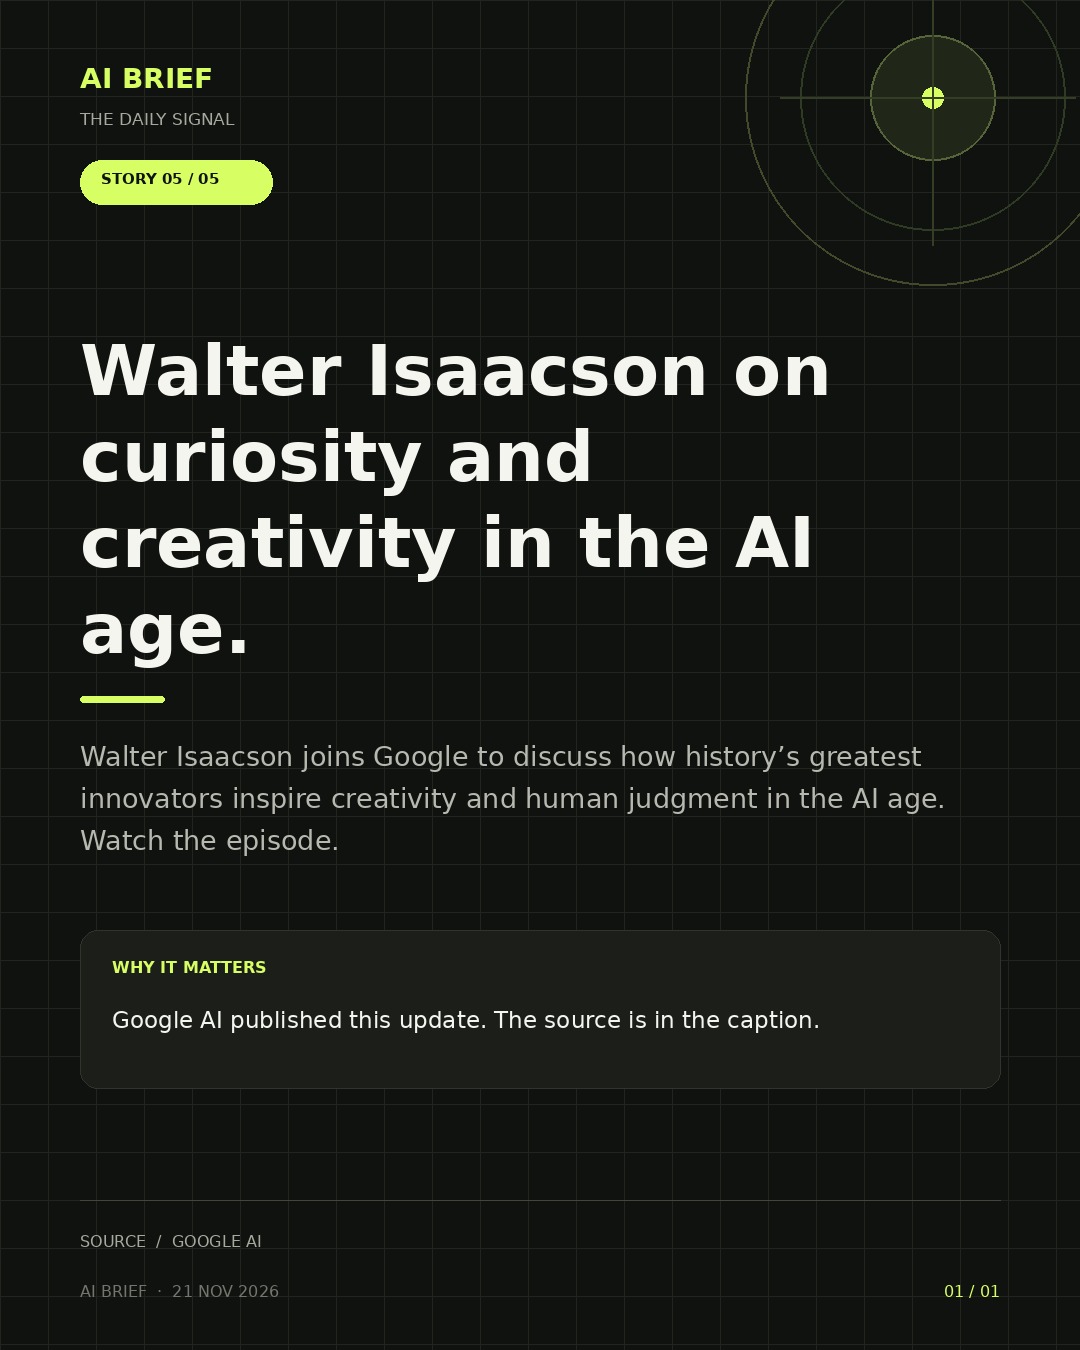 AI BRIEF
THE DAILY SIGNAL
STORY 05 / 05
Walter Isaacson on
curiosity and
creativity in the AI
age.
Walter Isaacson joins Google to discuss how history’s greatest
innovators inspire creativity and human judgment in the AI age.
Watch the episode.
WHY IT MATTERS
Google AI published this update. The source is in the caption.
SOURCE / GOOGLE AI
AI BRIEF · 21 NOV 2026
01 / 01